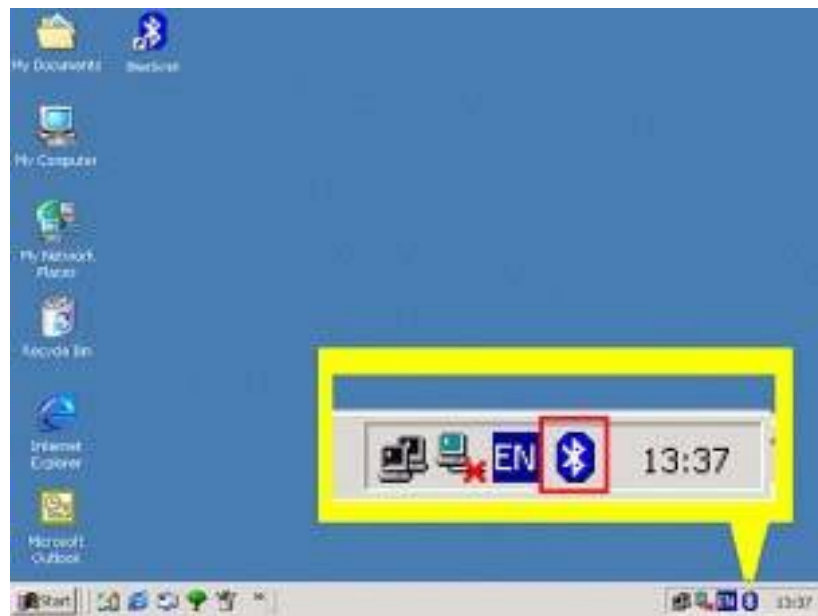 My Documents
My Computer
My Network
Places
Recycle Bin
Internet
Explorer
Microsoft
Outlook
EN
13:37
Start
EN
13:37